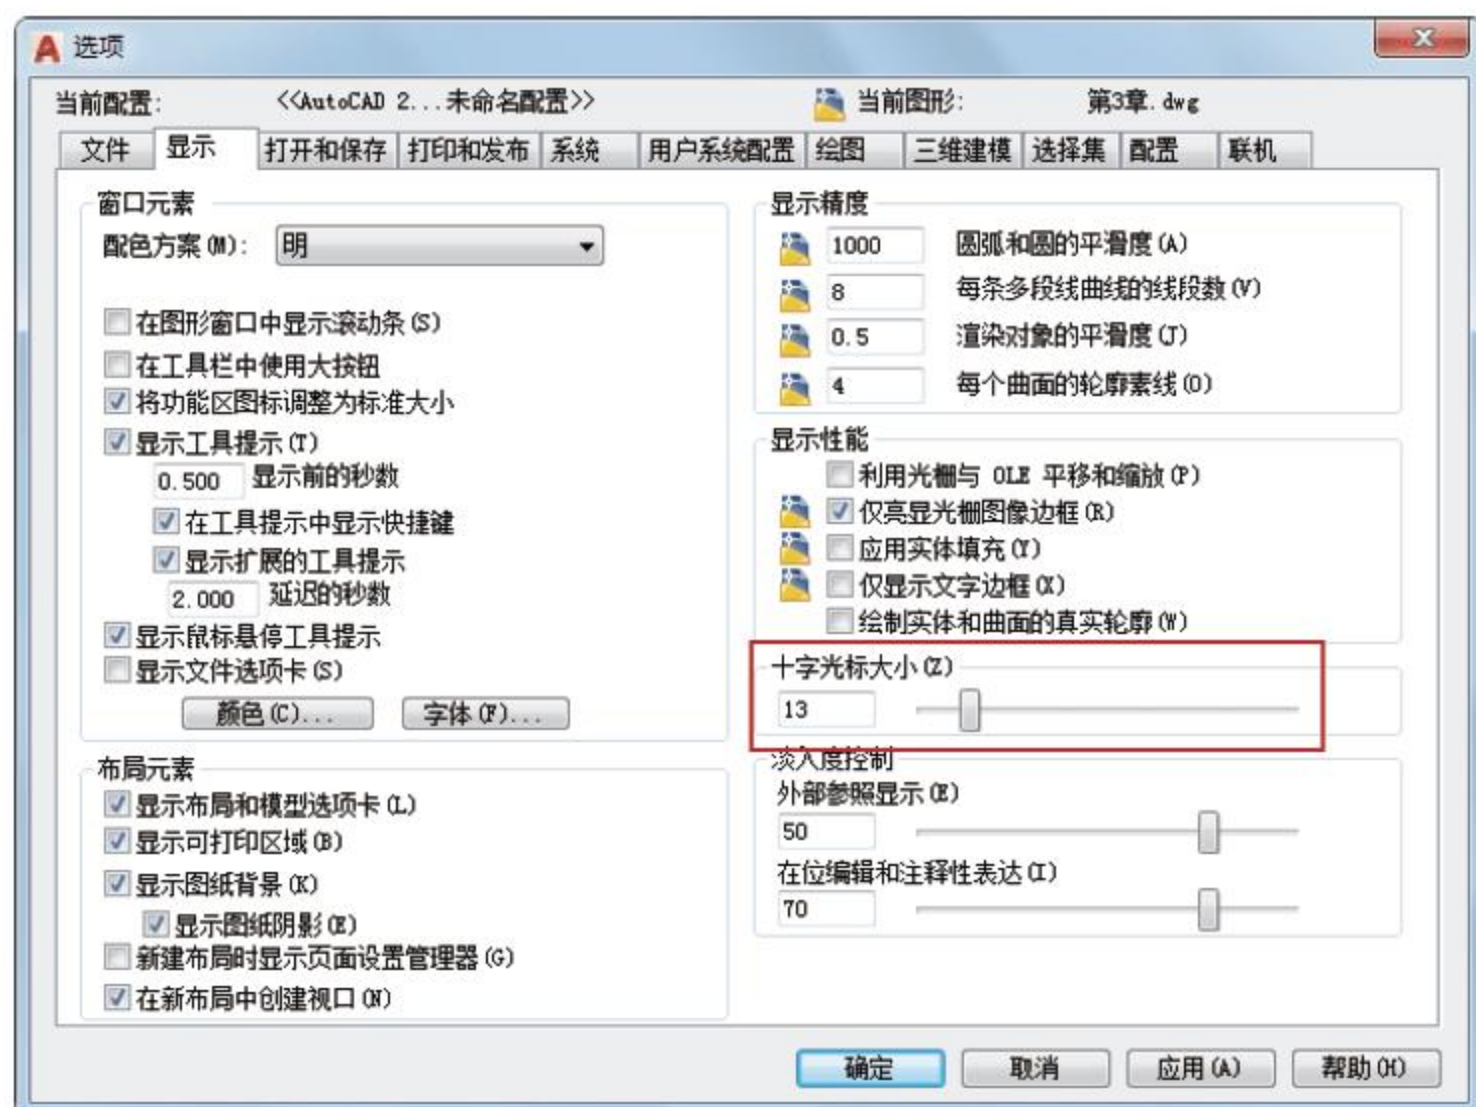 选项
当前配置: <<AutoCAD 2...未命名配置>> 当前图形: 第3章.dwg
文件 显示 打开和保存 打印和发布 系统 用户系统配置 绘图 三维建模 选择集 配置 联机
窗口元素
配色方案(M): 明
在图形窗口中显示滚动条(S)
在工具栏中使用大按钮
将功能区图标调整为标准大小
显示工具提示(T)
0.500 显示前的秒数
在工具提示中显示快捷键
显示扩展的工具提示
2.000 延迟的秒数
显示鼠标悬停工具提示
显示文件选项卡(S)
颜色(C)... 字体(F)...
布局元素
显示布局和模型选项卡(L)
显示可打印区域(B)
显示图纸背景(K)
显示图纸阴影(E)
新建布局时显示页面设置管理器(G)
在新布局中创建视口(N)
显示精度
1000 圆弧和圆的平滑度(A)
8 每条多段线曲线的线段数(V)
0.5 渲染对象的平滑度(J)
4 每个曲面的轮廓素线(O)
显示性能
利用光栅与 OLE 平移和缩放(P)
仅亮显光栅图像边框(R)
应用实体填充(Y)
仅显示文字边框(X)
绘制实体和曲面的真实轮廓(W)
十字光标大小(Z)
13
淡入度控制
外部参照显示(E)
50
在位编辑和注释性表达(I)
70
确定 取消 应用(A) 帮助(H)